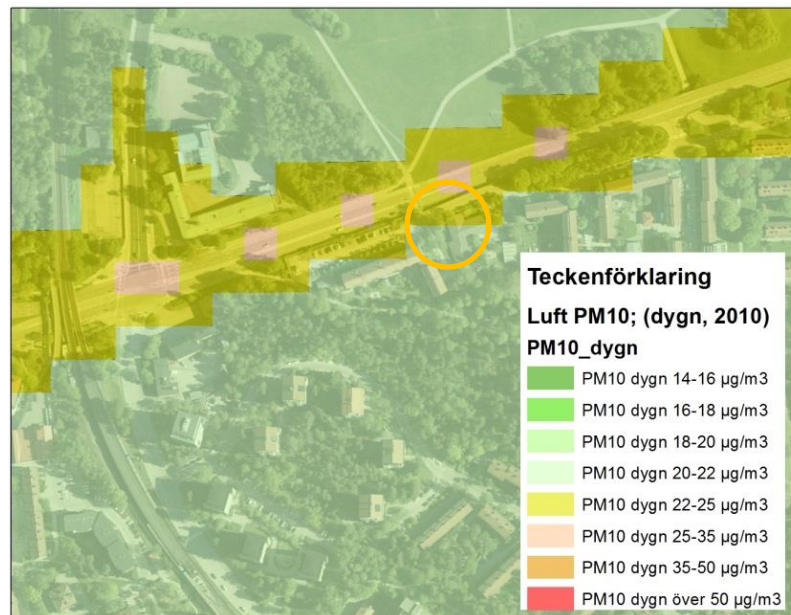 Teckenförklaring
Luft PM10; (dygn, 2010)
PM10_dygn
PM10 dygn 14-16 µg/m3
PM10 dygn 16-18 µg/m3
PM10 dygn 18-20 µg/m3
PM10 dygn 20-22 µg/m3
PM10 dygn 22-25 µg/m3
PM10 dygn 25-35 µg/m3
PM10 dygn 35-50 µg/m3
PM10 dygn över 50 µg/m3